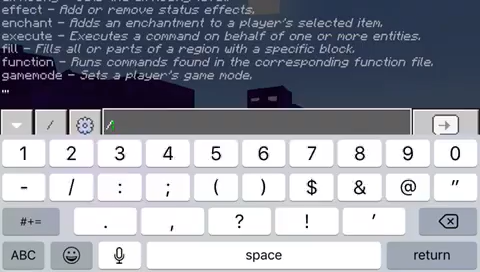 effect - Add or remove status effects.
enchant - Adds an enchantment to a player's selected item.
execute - Executes a command on behalf of one or more entities.
fill - Fills all or parts of a region with a specific block.
function - Runs commands found in the corresponding function file.
gamemode - Sets a player's game mode.
...
/ /
1 2 3 4 5 6 7 8 9 0
- / : ; ( ) $ & @ "
#+= . , ? ! '
ABC space return